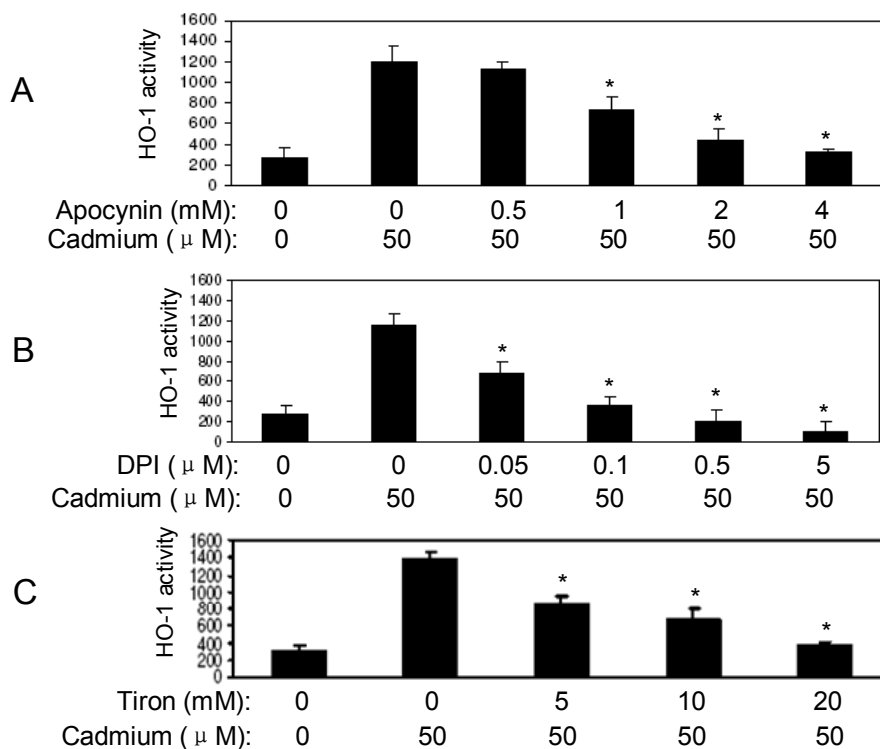 A
HO-1 activity
1600
1400
1200
1000
800
600
400
200
0
* * *
Apocynin (mM): 0 0 0.5 1 2 4
Cadmium ( μ M): 0 50 50 50 50 50
B
HO-1 activity
1600
1400
1200
1000
800
600
400
200
0
* * * *
DPI ( μ M): 0 0 0.05 0.1 0.5 5
Cadmium ( μ M): 0 50 50 50 50 50
C
HO-1 activity
1600
1400
1200
1000
800
600
400
200
0
* * *
Tiron (mM): 0 0 5 10 20
Cadmium ( μ M): 0 50 50 50 50